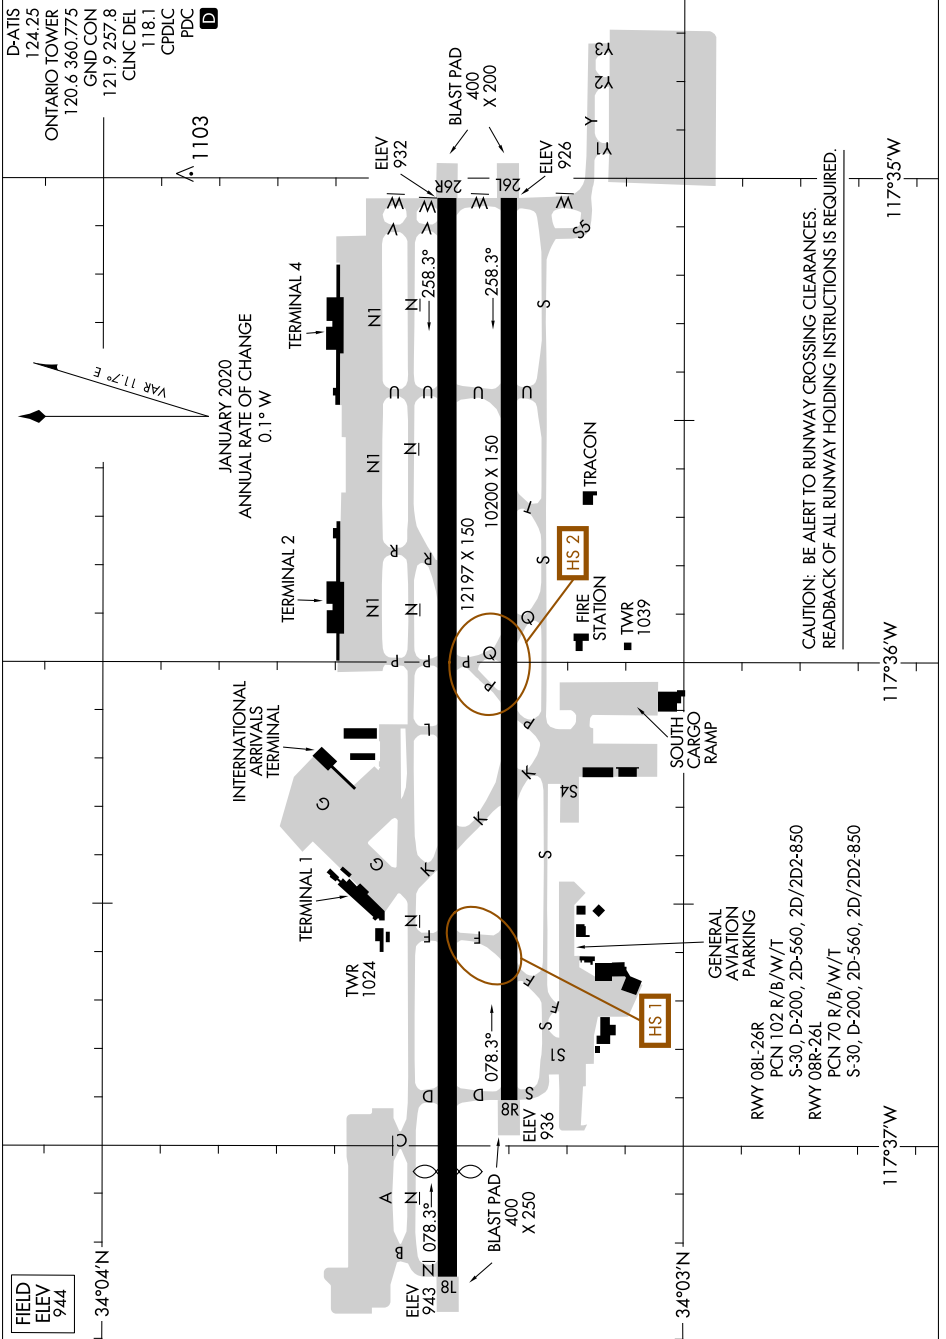 D-ATIS
124.25
ONTARIO TOWER
120.6 360.775
GND CON
121.9 257.8
CLNC DEL
118.1
CPDLC
PDC
D
FIELD
ELEV
944
34°04'N
34°03'N
117°35'W
117°36'W
117°37'W
1103
VAR 11.7° E
JANUARY 2020
ANNUAL RATE OF CHANGE
0.1° W
TERMINAL 4
TERMINAL 2
INTERNATIONAL
ARRIVALS
TERMINAL
TERMINAL 1
TWR
1024
G
G
A
B
C
N
N
N
N
N
N
N1
N1
N1
V
V
W
W
W
W
U
U
U
U
R
R
P
P
P
P
P
L
K
K
K
Q
Q
T
F
F
F
F
D
D
S
S
S
S
S
S1
S4
S5
Y
Y1
Y2
Y3
ELEV
932
26R
258.3°
12197 X 150
078.3°
8L
ELEV
943
ELEV
926
26L
258.3°
10200 X 150
078.3°
8R
ELEV
936
BLAST PAD
400
X 200
BLAST PAD
400
X 250
HS 1
HS 2
TRACON
FIRE
STATION
TWR
1039
SOUTH
CARGO
RAMP
GENERAL
AVIATION
PARKING
RWY 08L-26R
PCN 102 R/B/W/T
S-30, D-200, 2D-560, 2D/2D2-850
RWY 08R-26L
PCN 70 R/B/W/T
S-30, D-200, 2D-560, 2D/2D2-850
CAUTION: BE ALERT TO RUNWAY CROSSING CLEARANCES.
READBACK OF ALL RUNWAY HOLDING INSTRUCTIONS IS REQUIRED.